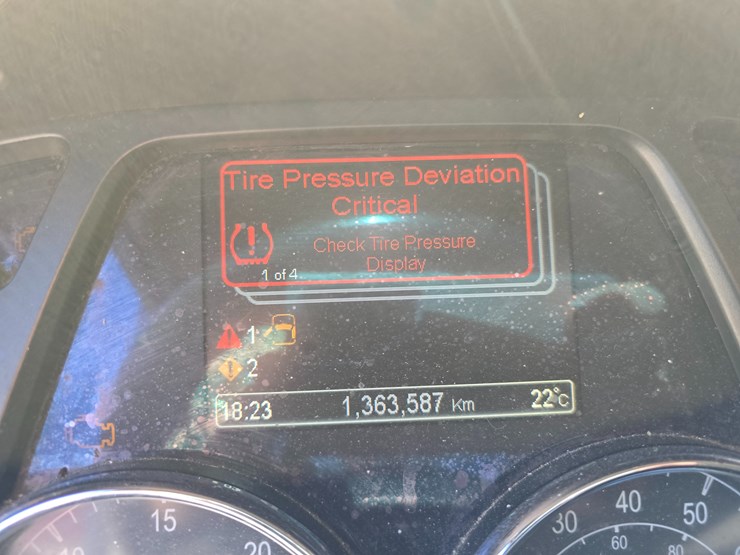 Tire Pressure Deviation
Critical
Check Tire Pressure
Display
1 of 4
1
2
18:23 1,363,587 Km 22°C
15
20
30 40 50
60 80